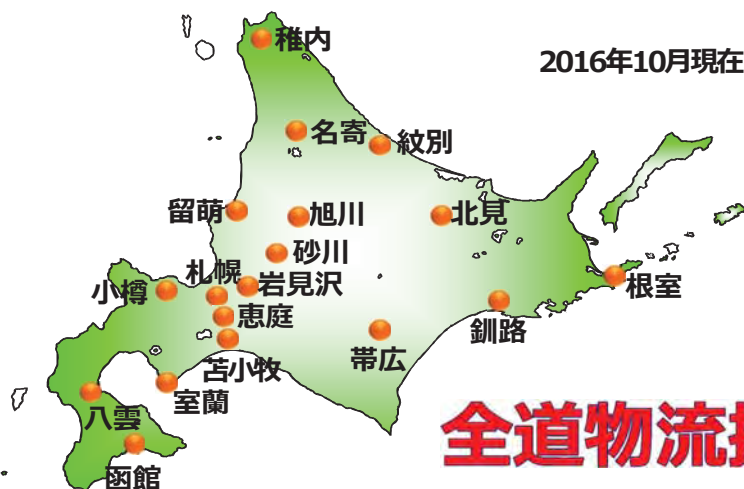 稚内
2016年10月現在
名寄
紋別
留萌
旭川
北見
砂川
小樽
札幌
岩見沢
根室
恵庭
釧路
帯広
苫小牧
室蘭
八雲
函館
全道物流